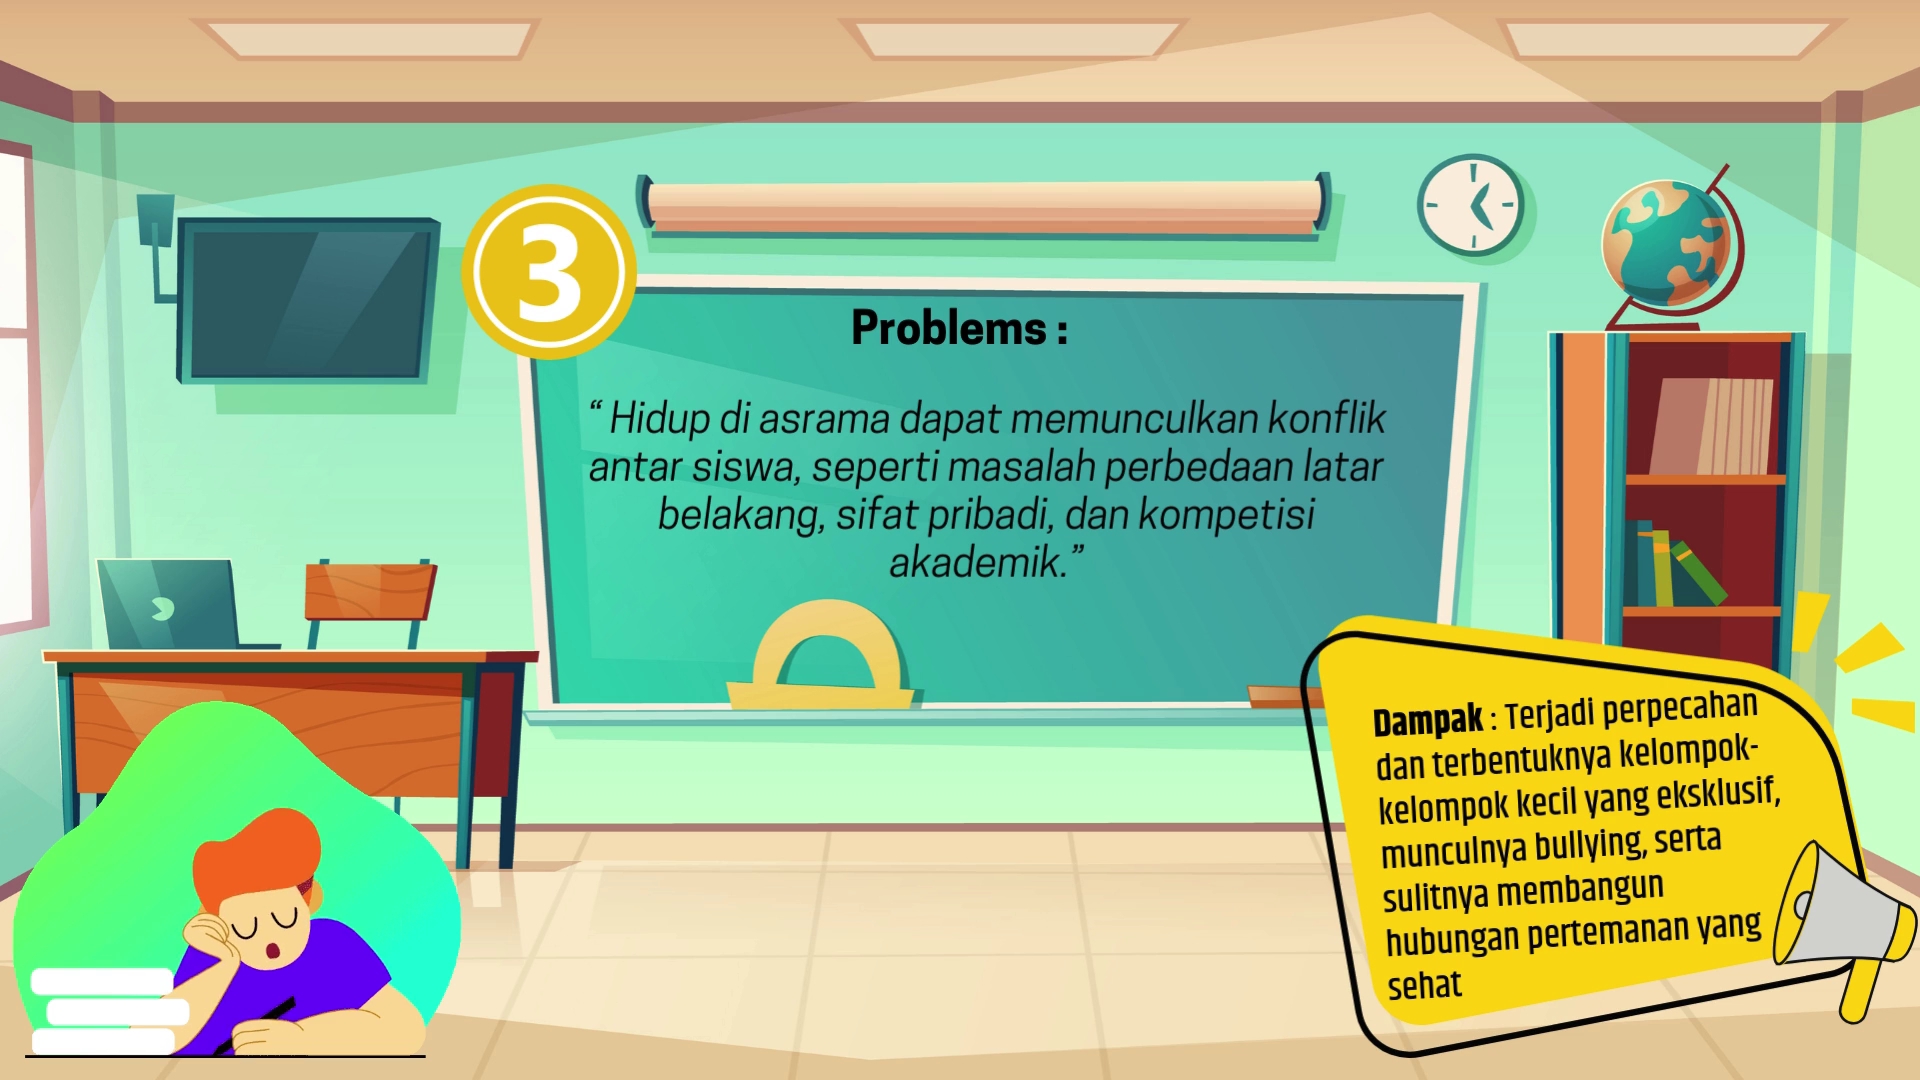 3
Problems :
“ Hidup di asrama dapat memunculkan konflik
antar siswa, seperti masalah perbedaan latar
belakang, sifat pribadi, dan kompetisi
akademik.”
Dampak : Terjadi perpecahan
dan terbentuknya kelompok-
kelompok kecil yang eksklusif,
munculnya bullying, serta
sulitnya membangun
hubungan pertemanan yang
sehat